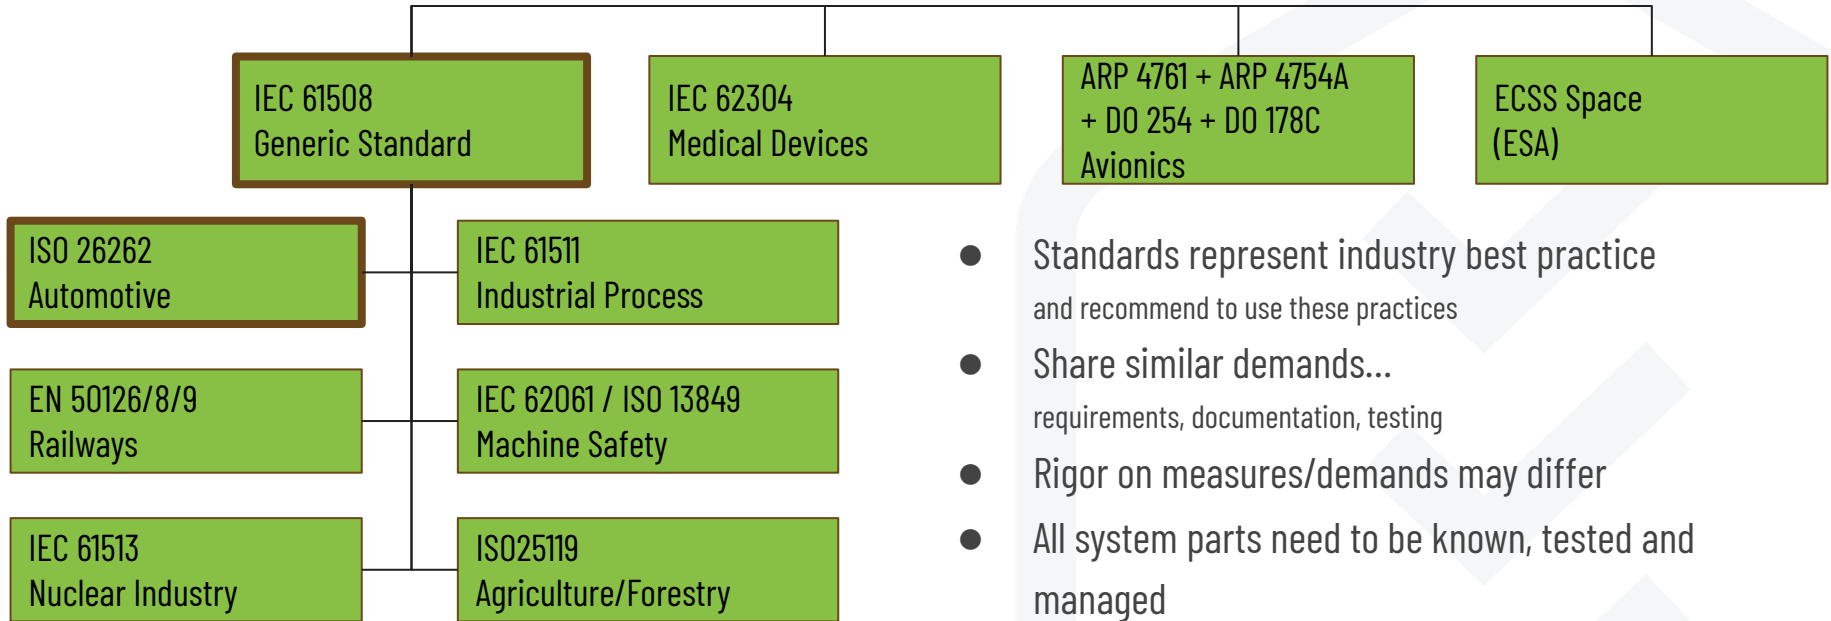 IEC 61508
Generic Standard
IEC 62304
Medical Devices
ARP 4761 + ARP 4754A
+ DO 254 + DO 178C
Avionics
ECSS Space
(ESA)
ISO 26262
Automotive
IEC 61511
Industrial Process
EN 50126/8/9
Railways
IEC 62061 / ISO 13849
Machine Safety
IEC 61513
Nuclear Industry
ISO25119
Agriculture/Forestry
● Standards represent industry best practice
and recommend to use these practices
● Share similar demands...
requirements, documentation, testing
● Rigor on measures/demands may differ
● All system parts need to be known, tested and
managed